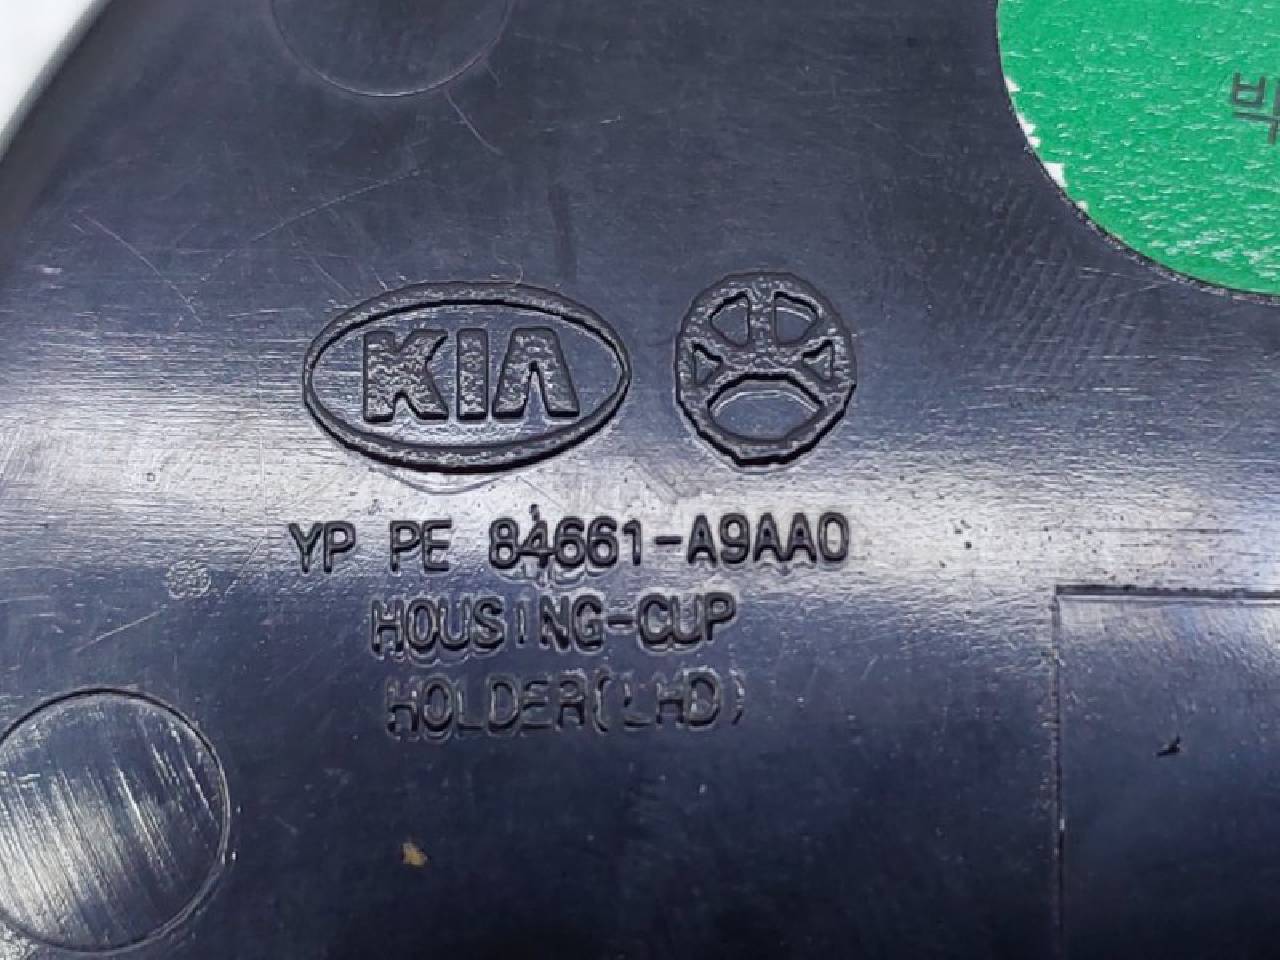 KIA
YP PE 84661-A9AA0
HOUSING-CUP
HOLDER(LHD)